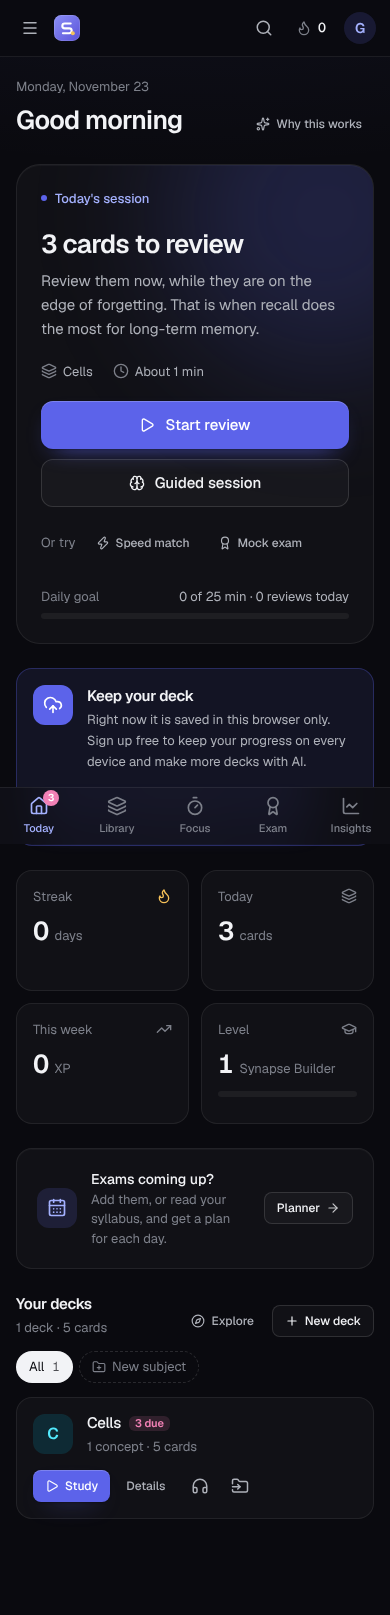 0
G
Monday, November 23
Good morning
Why this works
Today's session
3 cards to review
Review them now, while they are on the
edge of forgetting. That is when recall does
the most for long-term memory.
Cells
About 1 min
Start review
Guided session
Or try
Speed match
Mock exam
Daily goal
0 of 25 min · 0 reviews today
Keep your deck
Right now it is saved in this browser only.
Sign up free to keep your progress on every
device and make more decks with AI.
3
Today
Library
Focus
Exam
Insights
Streak
0 days
Today
3 cards
This week
0 XP
Level
1 Synapse Builder
Exams coming up?
Add them, or read your
syllabus, and get a plan
for each day.
Planner
Your decks
1 deck · 5 cards
Explore
New deck
All 1
New subject
C
Cells
3 due
1 concept · 5 cards
Study
Details